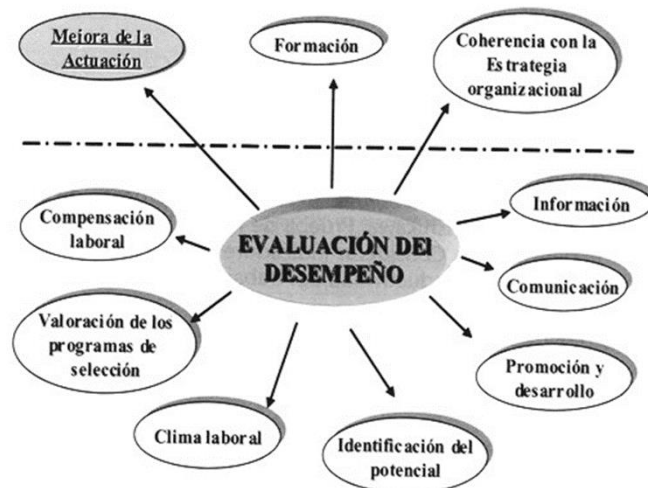 Mejora de la
Actuación
Formación
Coherencia con la
Estrategia
organizacional
Compensación
laboral
EVALUACIÓN DEl
DESEMPEÑO
Información
Comunicación
Valoración de los
programas de
selección
Promoción y
desarrollo
Clima laboral
Identificación del
potencial